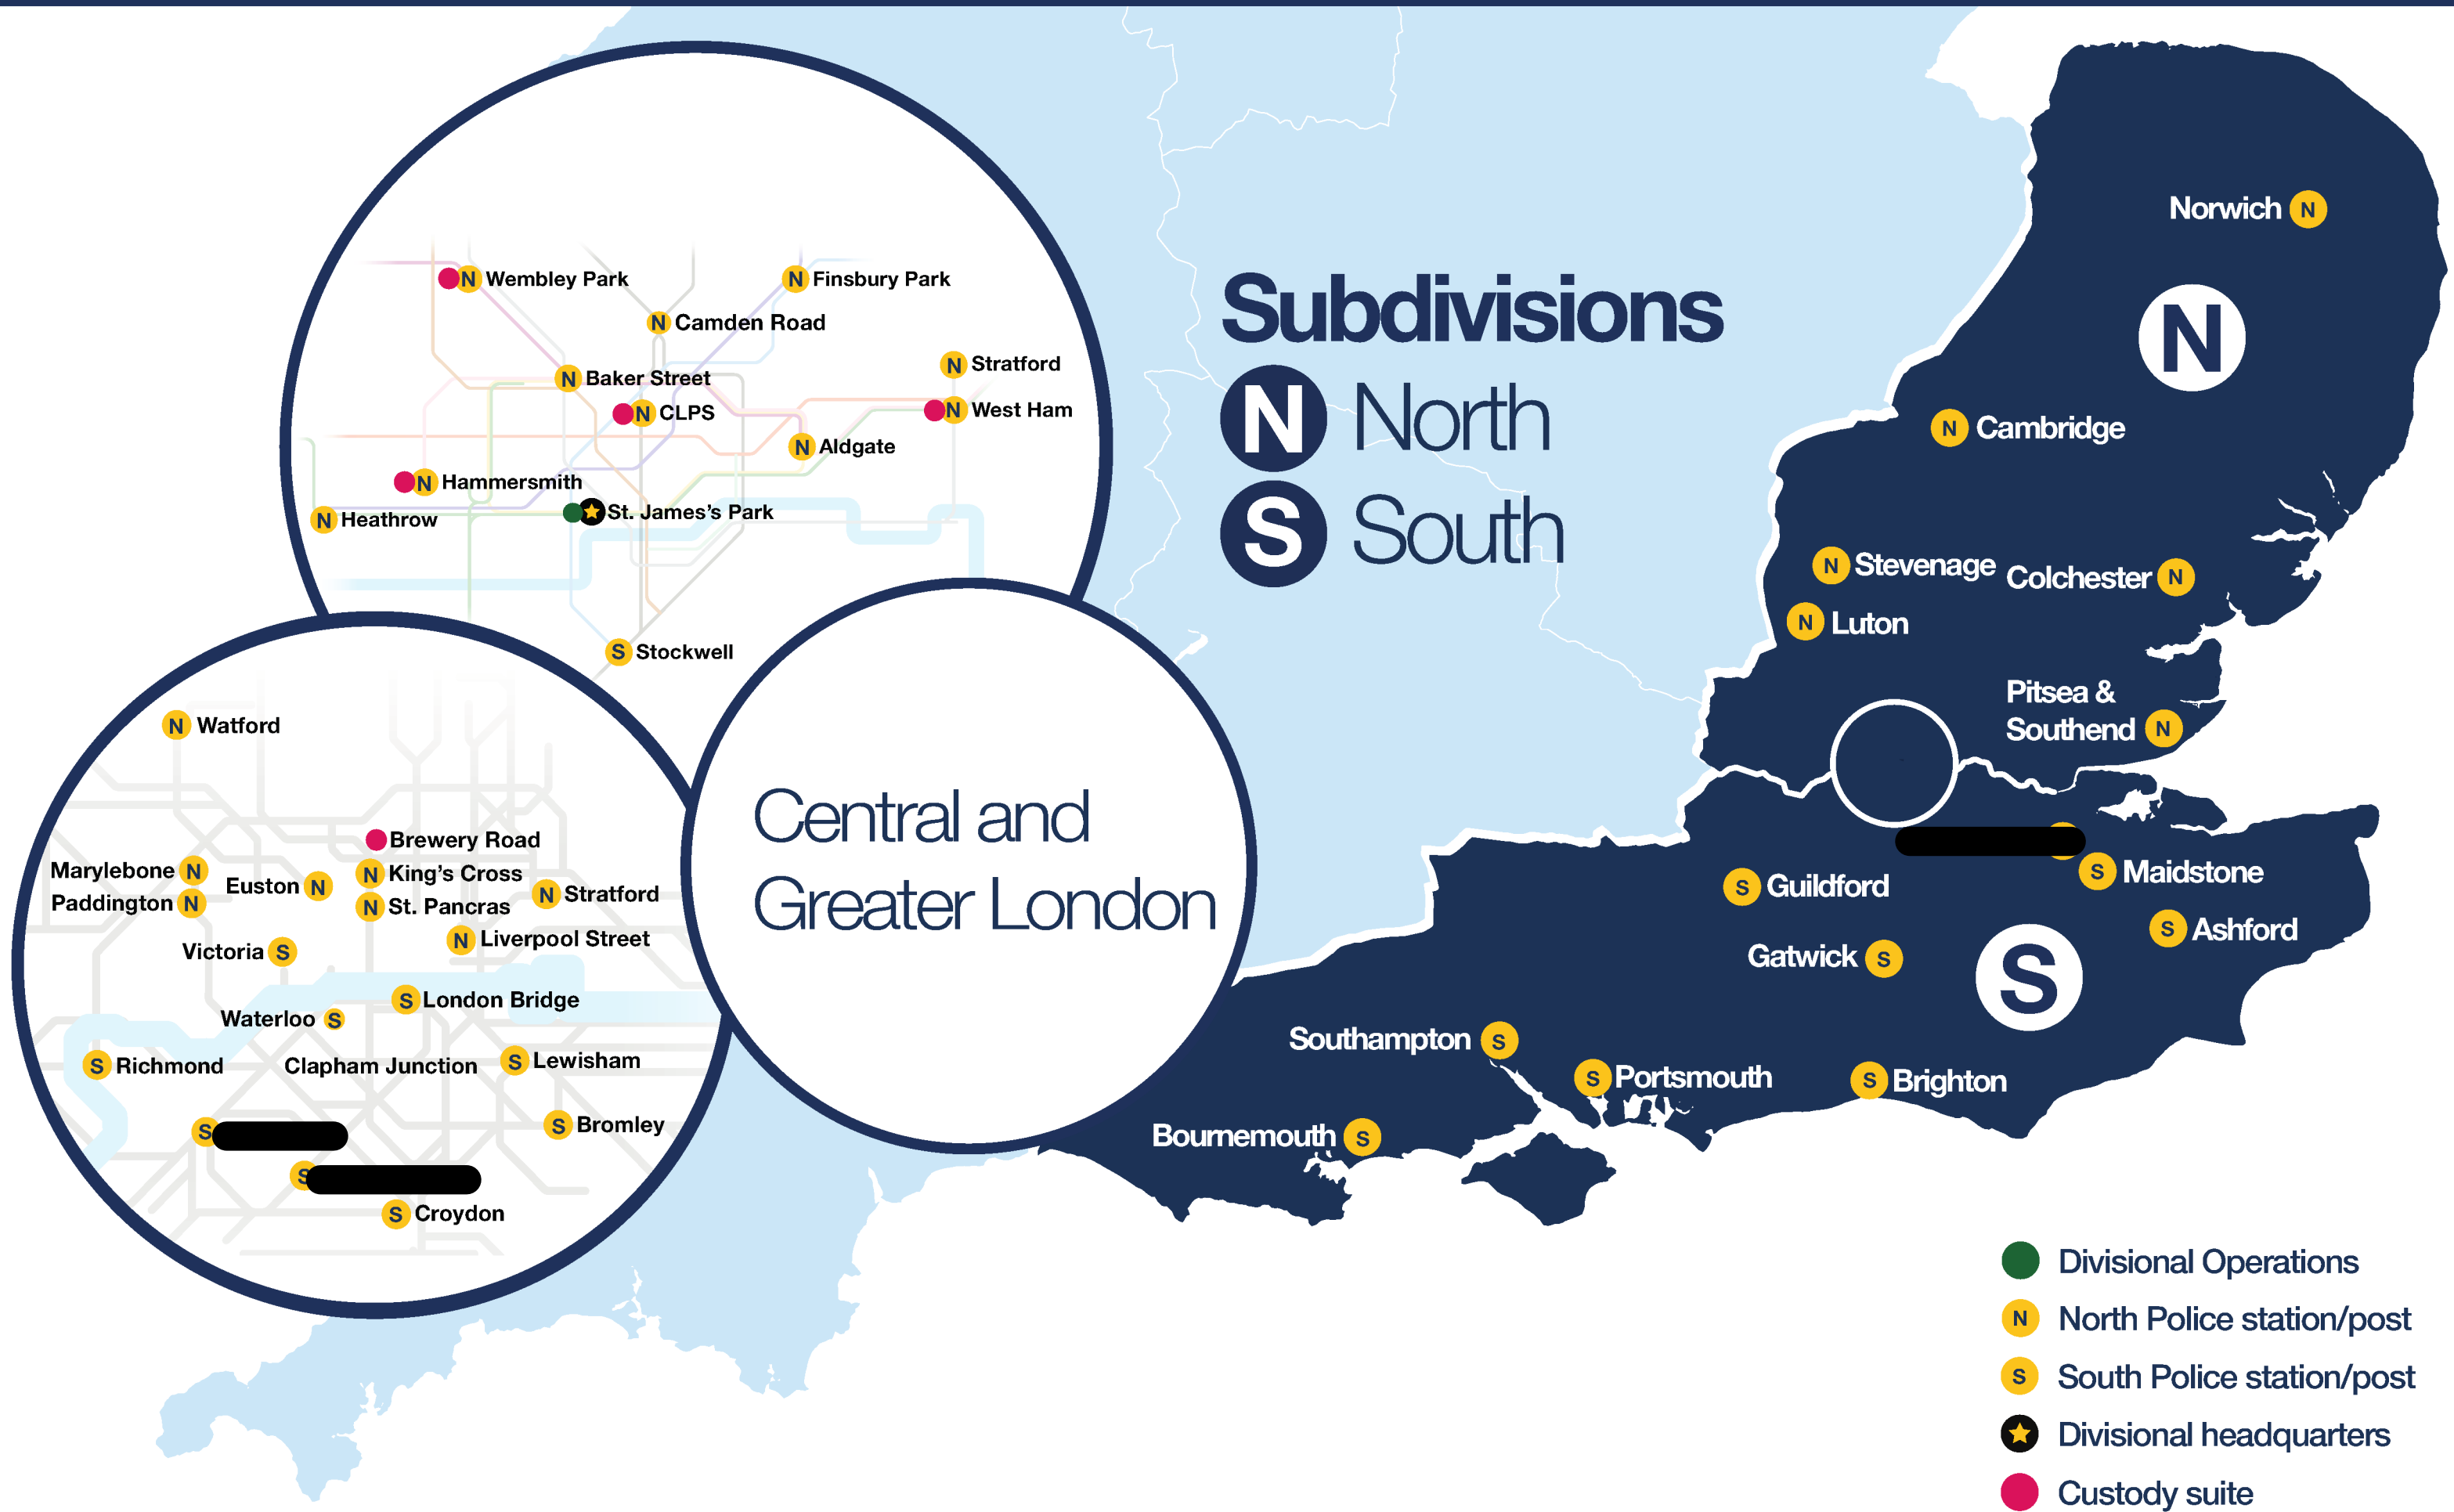 Subdivisions
N North
S South
N Wembley Park
N Finsbury Park
N Camden Road
N Stratford
N Baker Street
N CLPS
N West Ham
N Aldgate
N Hammersmith
N Heathrow
St. James's Park
S Stockwell
N Watford
Brewery Road
Marylebone N
N King's Cross
Euston N
N Stratford
Paddington N
N St. Pancras
N Liverpool Street
Victoria S
S London Bridge
Waterloo S
S Richmond
Clapham Junction
S Lewisham
S Bromley
S
S
S Croydon
Central and
Greater London
Norwich N
N
N Cambridge
N Stevenage
Colchester N
N Luton
Pitsea &
Southend N
S Maidstone
S Guildford
S Ashford
Gatwick S
S
Southampton S
S Portsmouth
S Brighton
Bournemouth S
Divisional Operations
N North Police station/post
S South Police station/post
Divisional headquarters
Custody suite